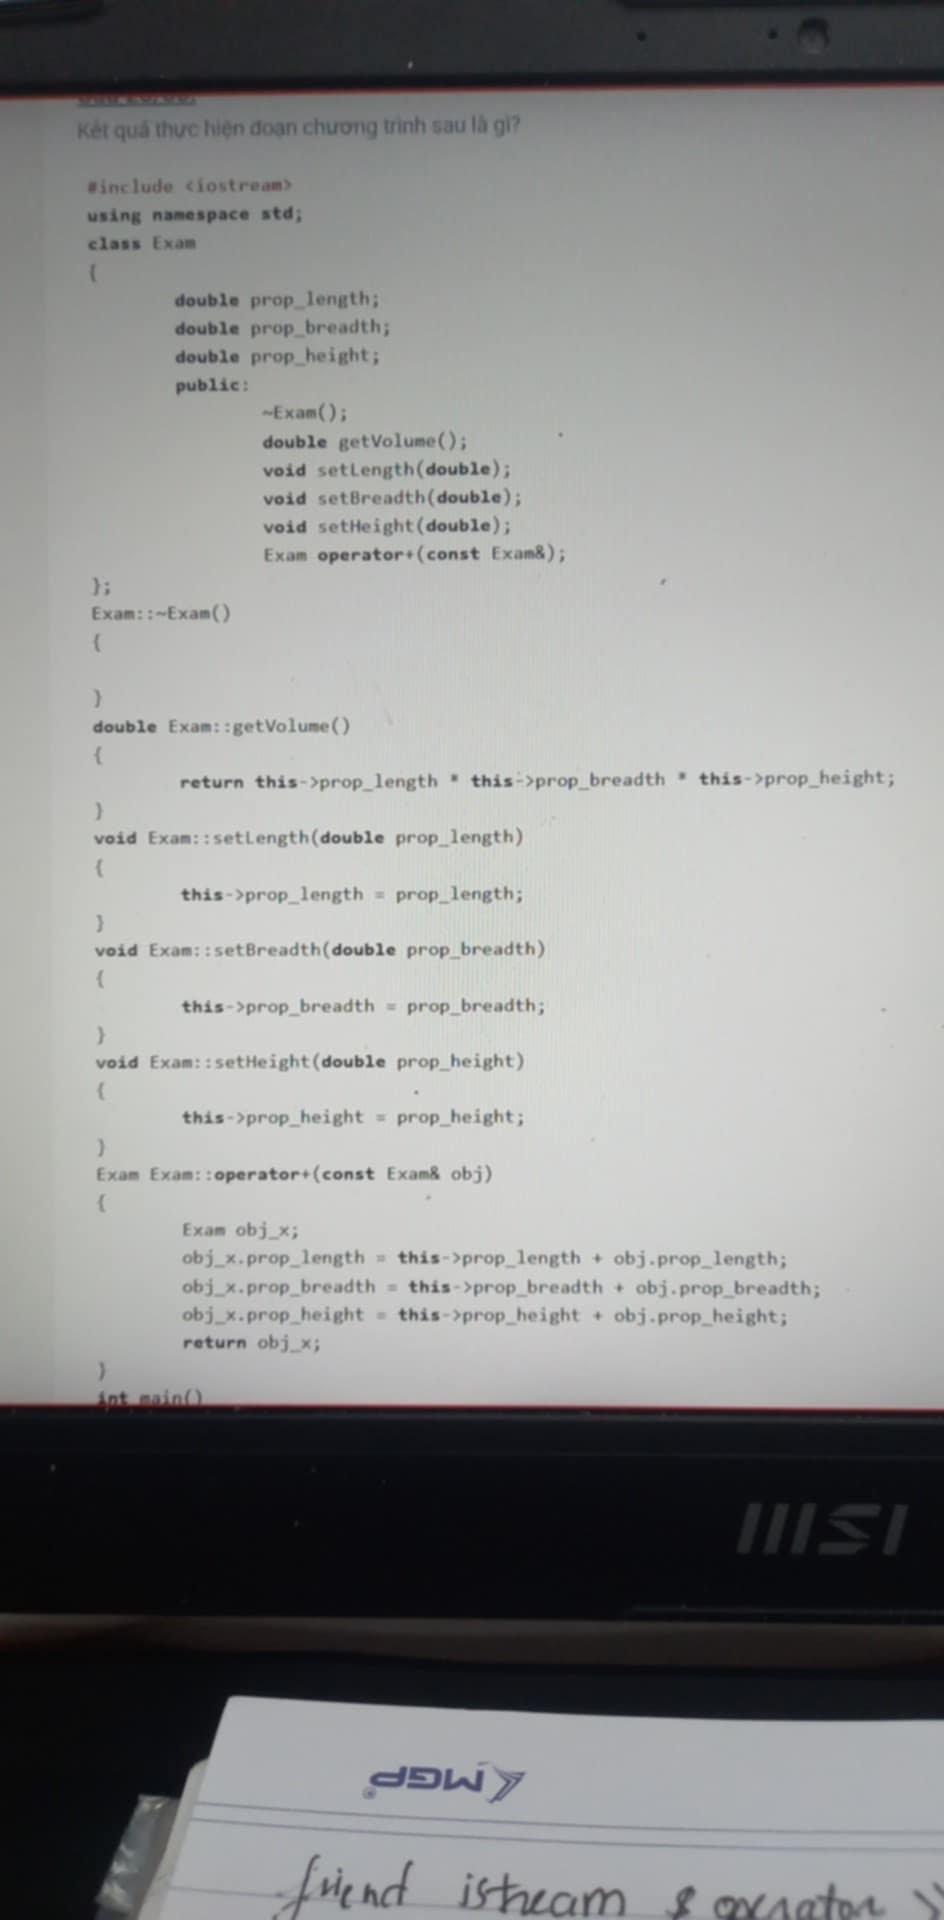 Kết quả thực hiện đoạn chương trình sau là gì?
#include <iostream>
using namespace std;
class Exam
{
double prop_length;
double prop_breadth;
double prop_height;
public:
~Exam();
double getVolume();
void setLength(double);
void setBreadth(double);
void setHeight(double);
Exam operator+(const Exam&);
};
Exam::~Exam()
{
}
double Exam::getVolume()
{
return this->prop_length * this->prop_breadth * this->prop_height;
}
void Exam::setLength(double prop_length)
{
this->prop_length = prop_length;
}
void Exam::setBreadth(double prop_breadth)
{
this->prop_breadth = prop_breadth;
}
void Exam::setHeight(double prop_height)
{
this->prop_height = prop_height;
}
Exam Exam::operator+(const Exam& obj)
{
Exam obj_x;
obj_x.prop_length = this->prop_length + obj.prop_length;
obj_x.prop_breadth = this->prop_breadth + obj.prop_breadth;
obj_x.prop_height = this->prop_height + obj.prop_height;
return obj_x;
}
int main()
msi
MGP
friend istream & operator >>